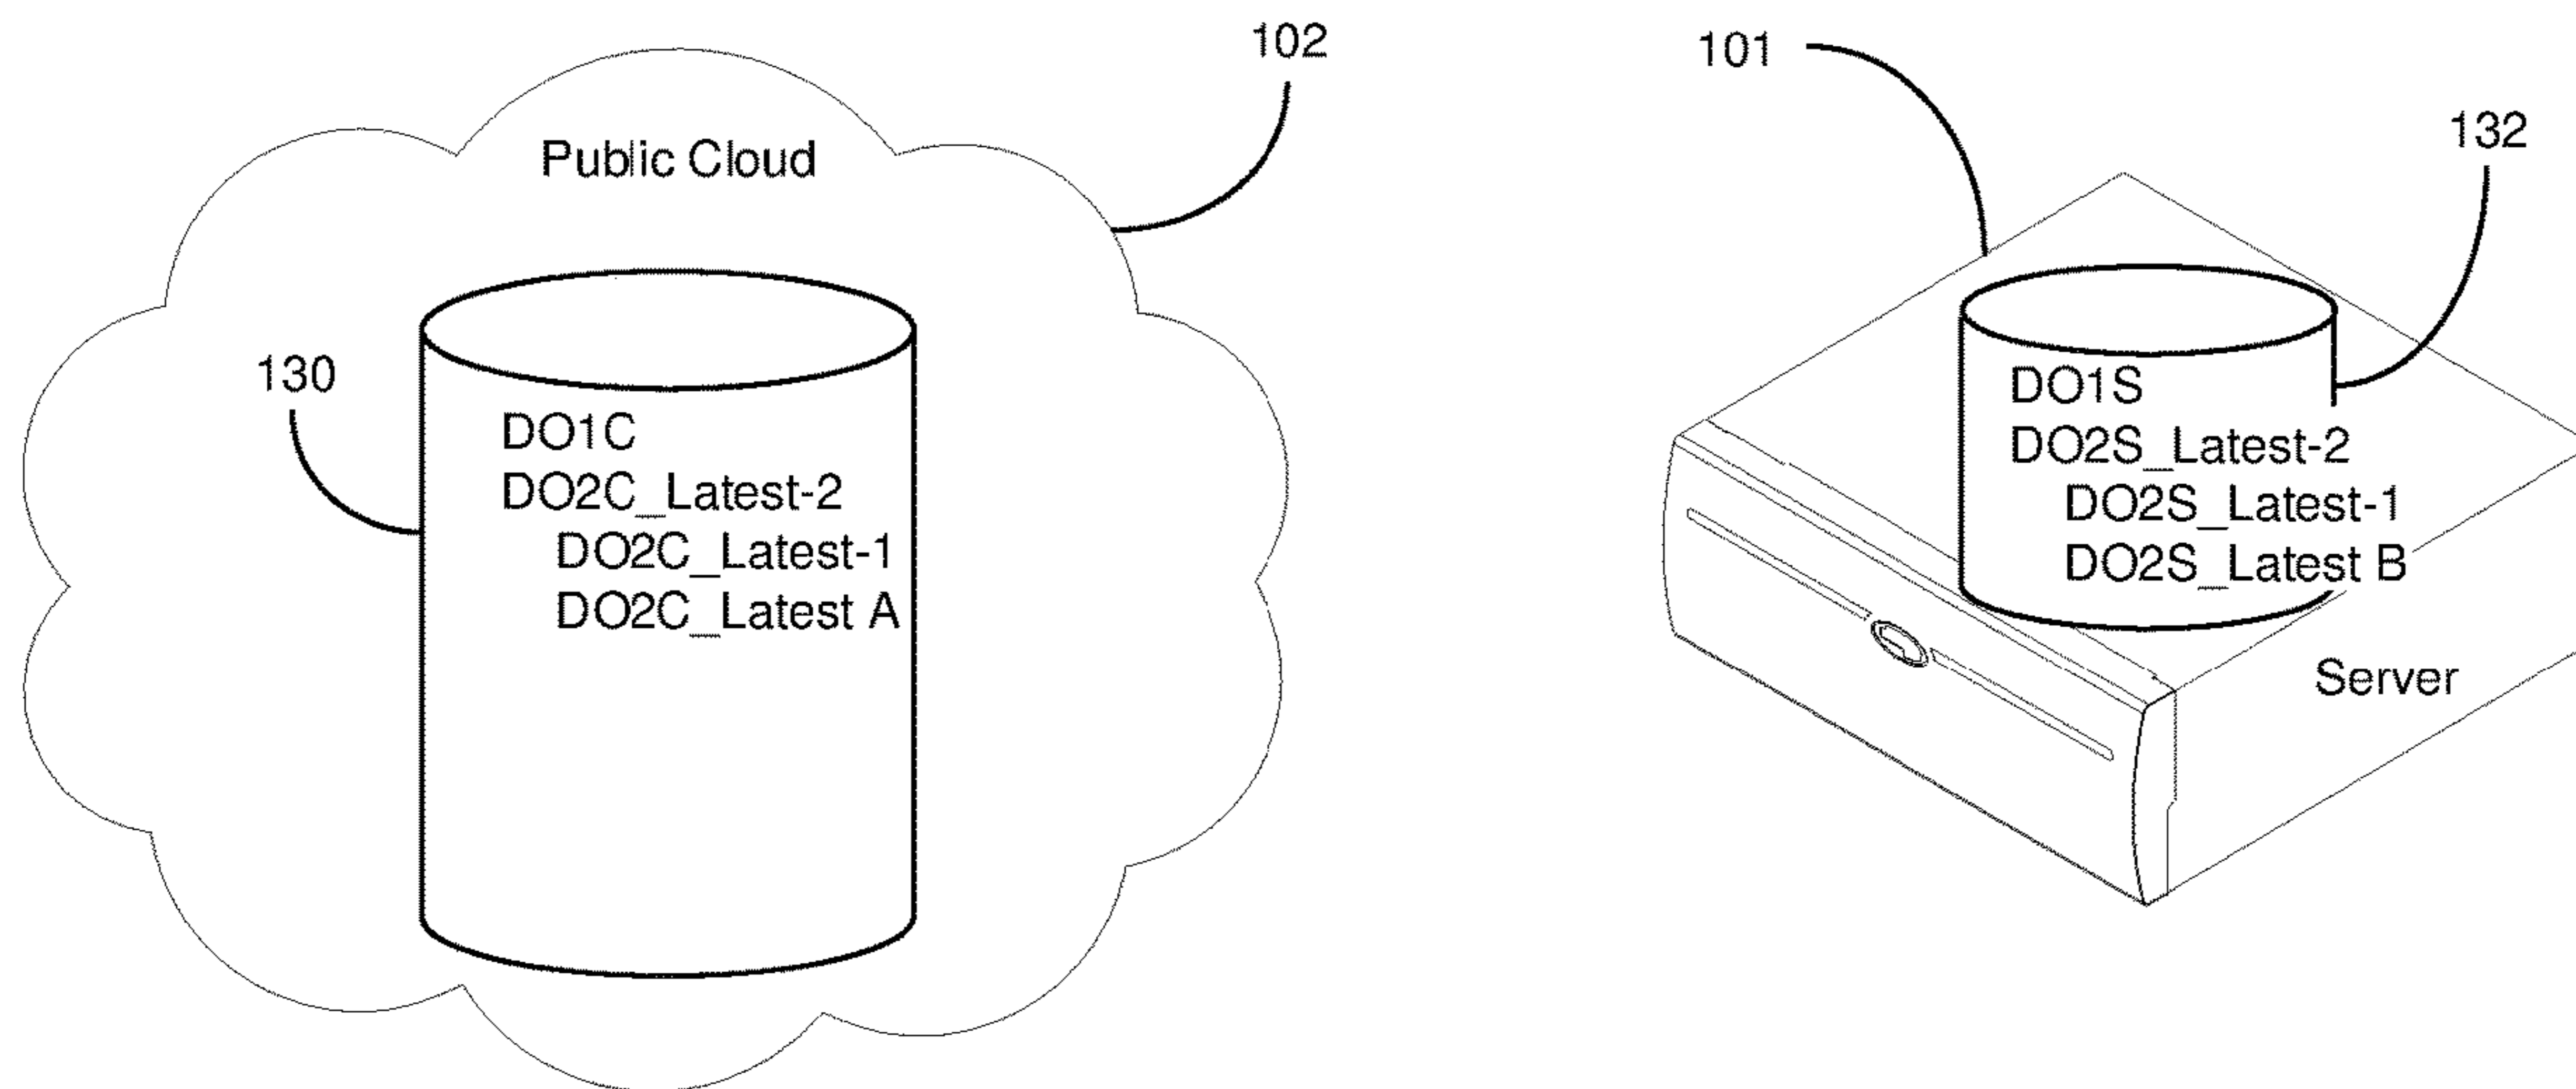 102
Public Cloud
130
DO1C
DO2C_Latest-2
DO2C_Latest-1
DO2C_Latest A
101
132
DO1S
DO2S_Latest-2
DO2S_Latest-1
DO2S_Latest B
Server